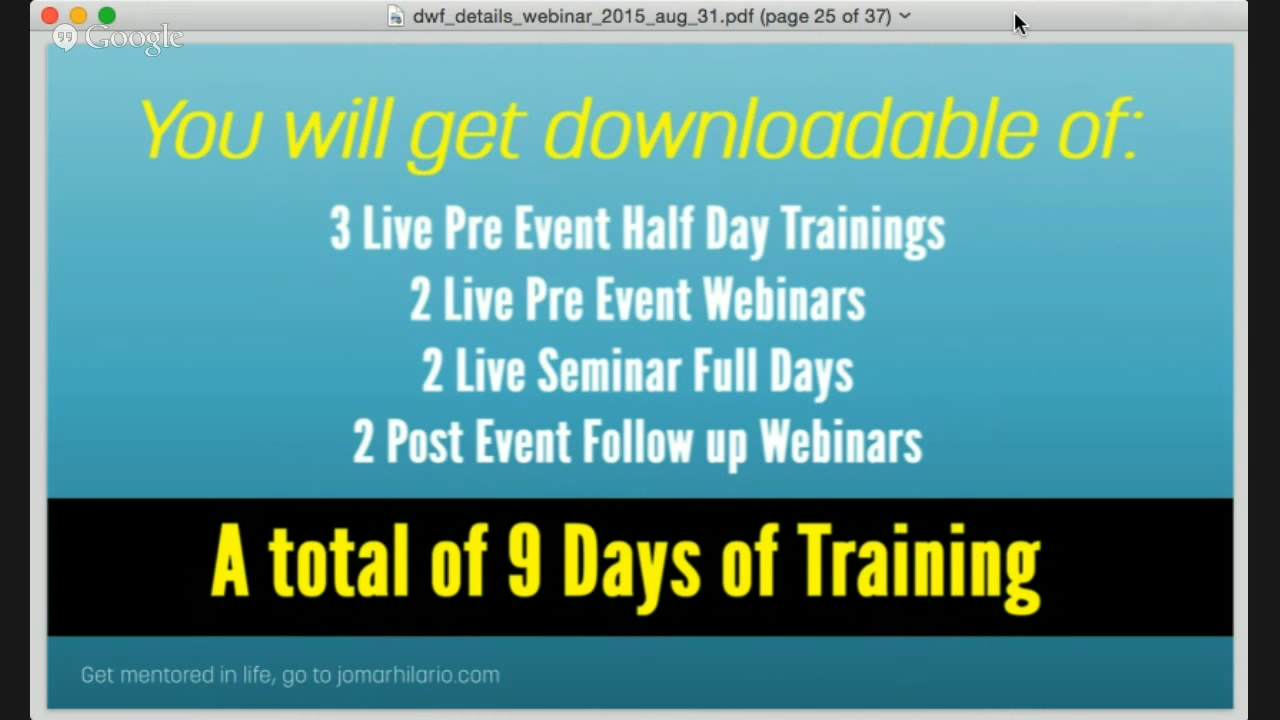 dwf_details_webinar_2015_aug_31.pdf (page 25 of 37)
Google
You will get downloadable of:
3 Live Pre Event Half Day Trainings
2 Live Pre Event Webinars
2 Live Seminar Full Days
2 Post Event Follow up Webinars
A total of 9 Days of Training
Get mentored in life, go to jomarhilario.com